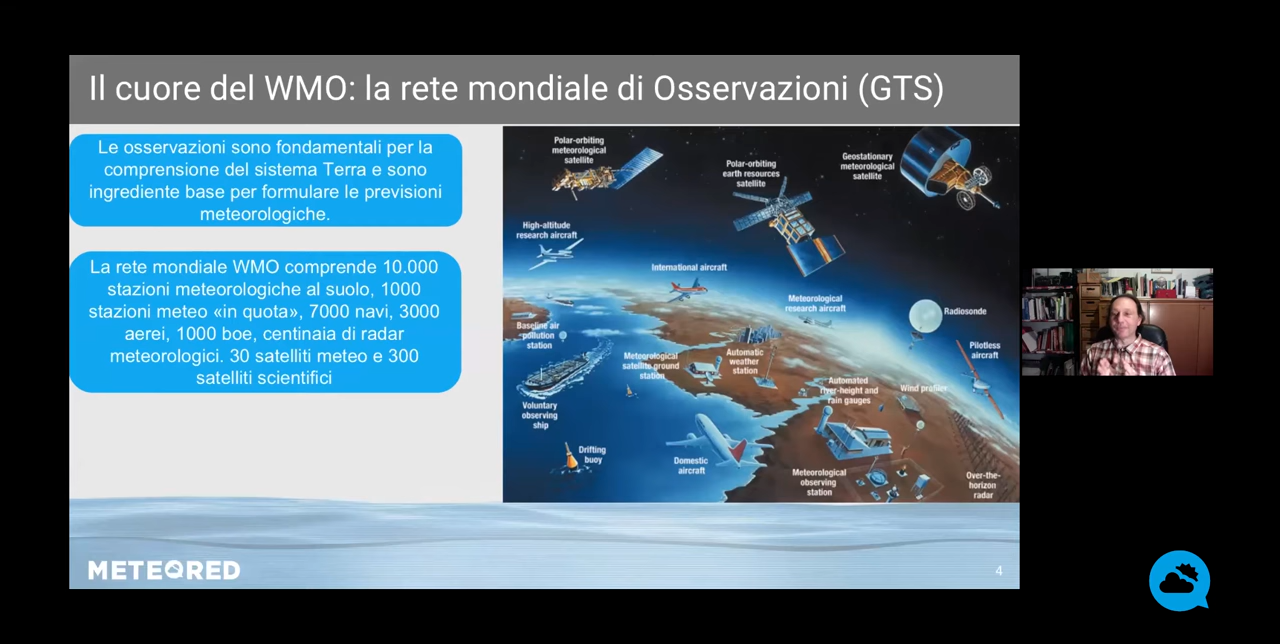 Il cuore del WMO: la rete mondiale di Osservazioni (GTS)
Le osservazioni sono fondamentali per la
comprensione del sistema Terra e sono
ingrediente base per formulare le previsioni
meteorologiche.
La rete mondiale WMO comprende 10.000
stazioni meteorologiche al suolo, 1000
stazioni meteo «in quota», 7000 navi, 3000
aerei, 1000 boe, centinaia di radar
meteorologici. 30 satelliti meteo e 300
satelliti scientifici
Polar-orbiting
meteorological
satellite
Polar-orbiting
earth resources
satellite
Geostationary
meteorological
satellite
High-altitude
research aircraft
International aircraft
Meteorological
research aircraft
Radiosonde
Baseline air
pollution
station
Meteorological
satellite ground
station
Automatic
weather
station
Pilotless
aircraft
Automated
river-height and
rain gauges
Wind profiler
Voluntary
observing
ship
Drifting
buoy
Domestic
aircraft
Meteorological
observing
station
Over-the-
horizon
radar
METEORED
4